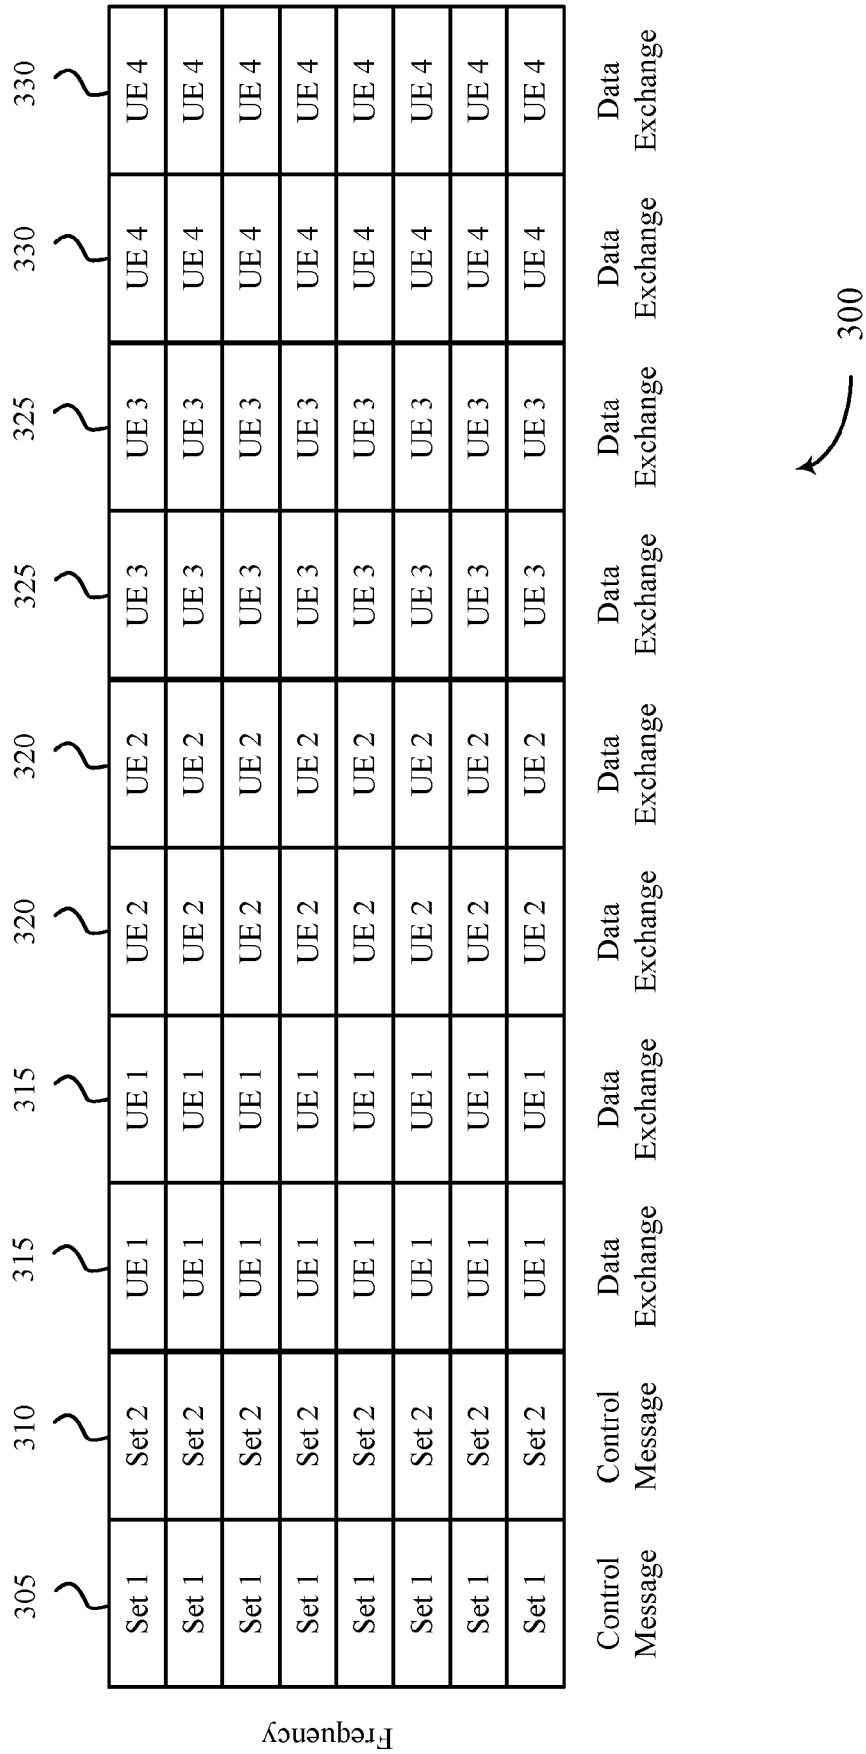 305 310 315 315 320 320 325 325 330 330
Set 1 Set 2 UE 1 UE 1 UE 2 UE 2 UE 3 UE 3 UE 4 UE 4
Set 1 Set 2 UE 1 UE 1 UE 2 UE 2 UE 3 UE 3 UE 4 UE 4
Set 1 Set 2 UE 1 UE 1 UE 2 UE 2 UE 3 UE 3 UE 4 UE 4
Set 1 Set 2 UE 1 UE 1 UE 2 UE 2 UE 3 UE 3 UE 4 UE 4
Set 1 Set 2 UE 1 UE 1 UE 2 UE 2 UE 3 UE 3 UE 4 UE 4
Set 1 Set 2 UE 1 UE 1 UE 2 UE 2 UE 3 UE 3 UE 4 UE 4
Set 1 Set 2 UE 1 UE 1 UE 2 UE 2 UE 3 UE 3 UE 4 UE 4
Set 1 Set 2 UE 1 UE 1 UE 2 UE 2 UE 3 UE 3 UE 4 UE 4
Frequency
Control Control Data Data Data Data Data Data Data Data
Message Message Exchange Exchange Exchange Exchange Exchange Exchange Exchange Exchange
300